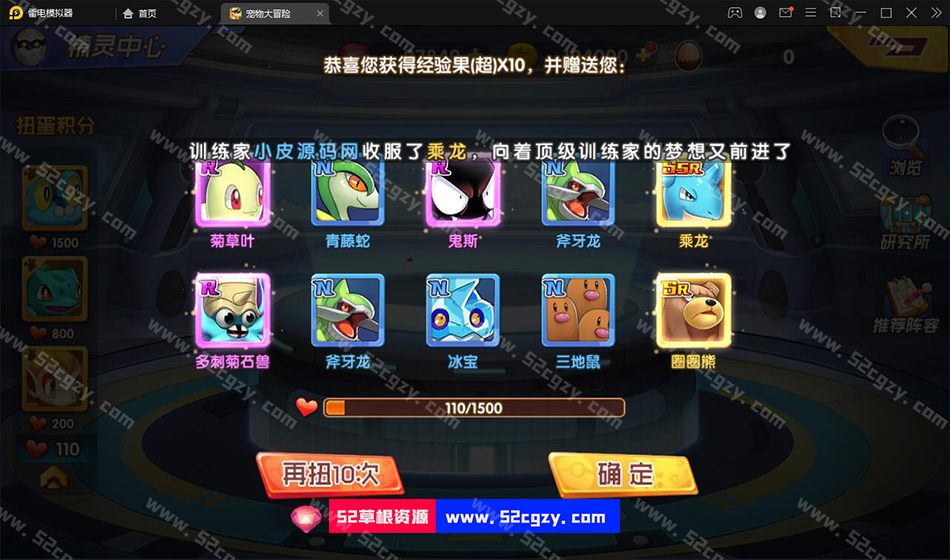 雷电模拟器 首页 宠物大冒险
精灵中心
0
恭喜您获得经验果(超)X10，并赠送您：
扭蛋积分
训练家小皮源码网收服了乘龙，向着顶级训练家的梦想又前进了
浏览
R N R N SSR
菊草叶 青藤蛇 鬼斯 斧牙龙 乘龙
1500
研究所
R N N N SR
800
推荐阵容
多刺菊石兽 斧牙龙 冰宝 三地鼠 圈圈熊
200
110/1500
110
再扭10次 确定
52草根资源 www.52cgzy.com
www.52cgzy.com